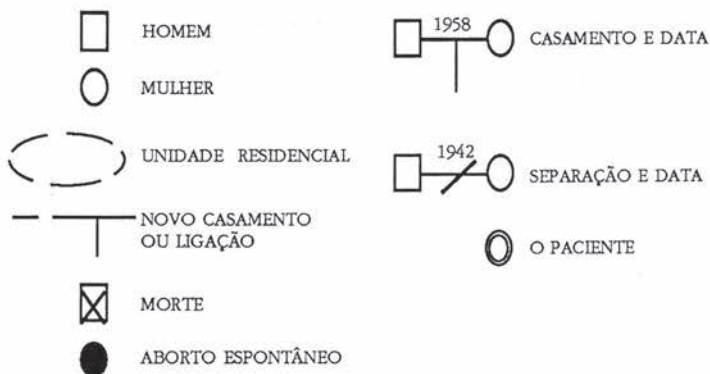 HOMEM
MULHER
UNIDADE RESIDENCIAL
NOVO CASAMENTO
OU LIGAÇÃO
MORTE
ABORTO ESPONTÂNEO
1958
CASAMENTO E DATA
1942
SEPARAÇÃO E DATA
O PACIENTE